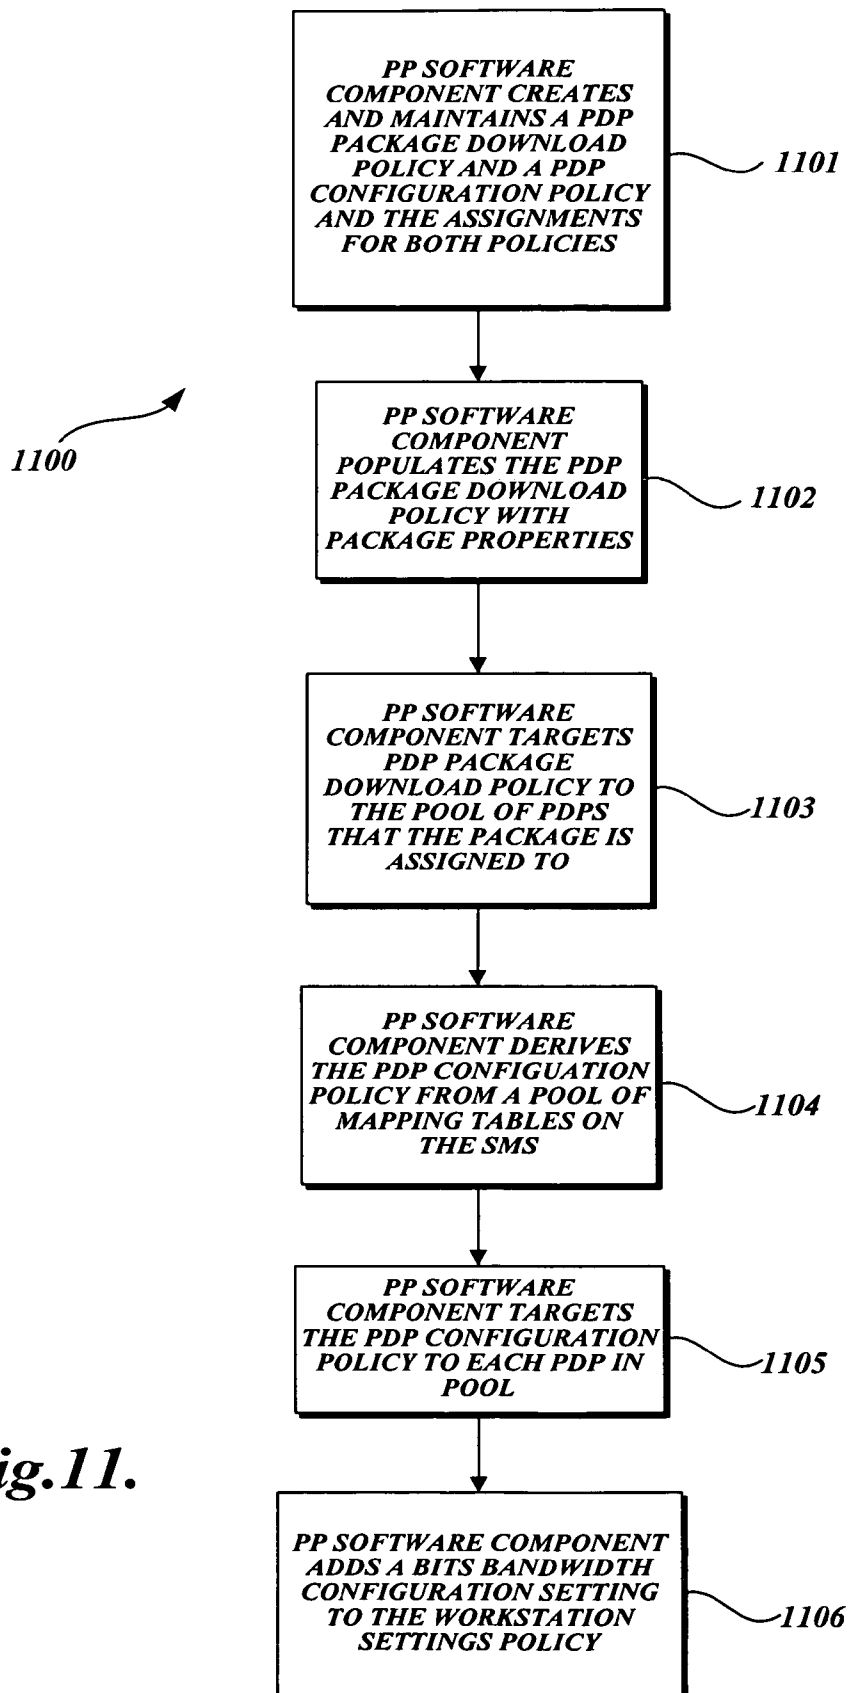 PP SOFTWARE
COMPONENT CREATES
AND MAINTAINS A PDP
PACKAGE DOWNLOAD
POLICY AND A PDP
CONFIGURATION POLICY
AND THE ASSIGNMENTS
FOR BOTH POLICIES
1101
1100
PP SOFTWARE
COMPONENT
POPULATES THE PDP
PACKAGE DOWNLOAD
POLICY WITH
PACKAGE PROPERTIES
1102
PP SOFTWARE
COMPONENT TARGETS
PDP PACKAGE
DOWNLOAD POLICY TO
THE POOL OF PDPS
THAT THE PACKAGE IS
ASSIGNED TO
1103
PP SOFTWARE
COMPONENT DERIVES
THE PDP CONFIGUATION
POLICY FROM A POOL OF
MAPPING TABLES ON
THE SMS
1104
PP SOFTWARE
COMPONENT TARGETS
THE PDP CONFIGURATION
POLICY TO EACH PDP IN
POOL
1105
ig.11.
PP SOFTWARE COMPONENT
ADDS A BITS BANDWIDTH
CONFIGURATION SETTING
TO THE WORKSTATION
SETTINGS POLICY
1106